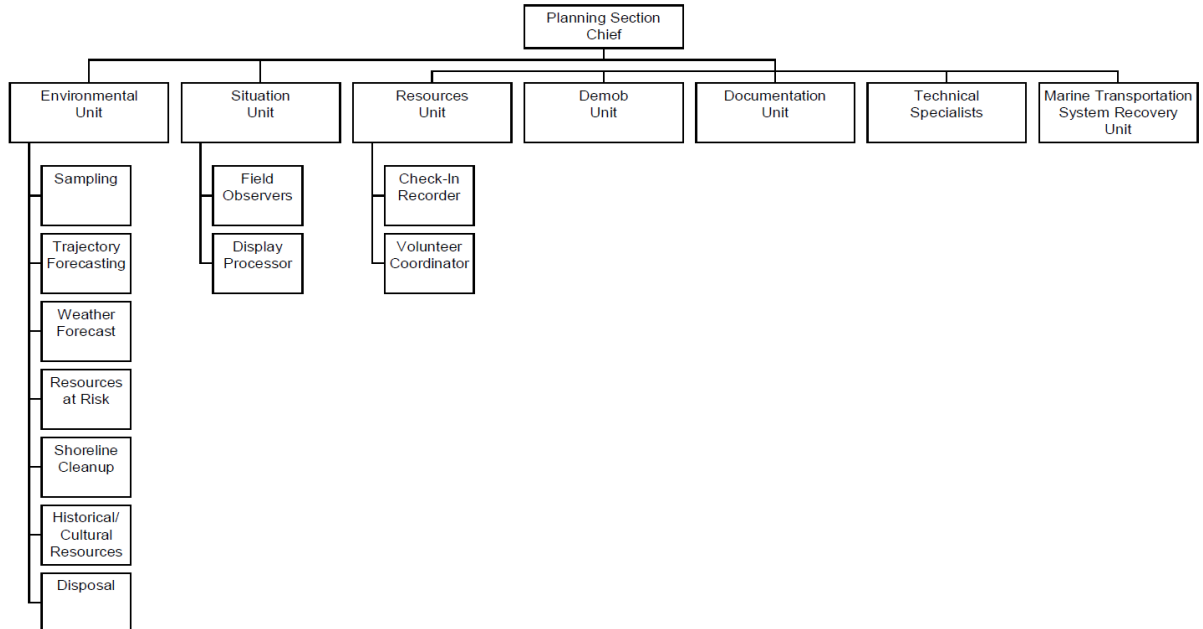 Planning Section
Chief
Environmental
Unit
Situation
Unit
Resources
Unit
Demob
Unit
Documentation
Unit
Technical
Specialists
Marine Transportation
System Recovery
Unit
Sampling
Trajectory
Forecasting
Weather
Forecast
Resources
at Risk
Shoreline
Cleanup
Historical/
Cultural
Resources
Disposal
Field
Observers
Display
Processor
Check-In
Recorder
Volunteer
Coordinator